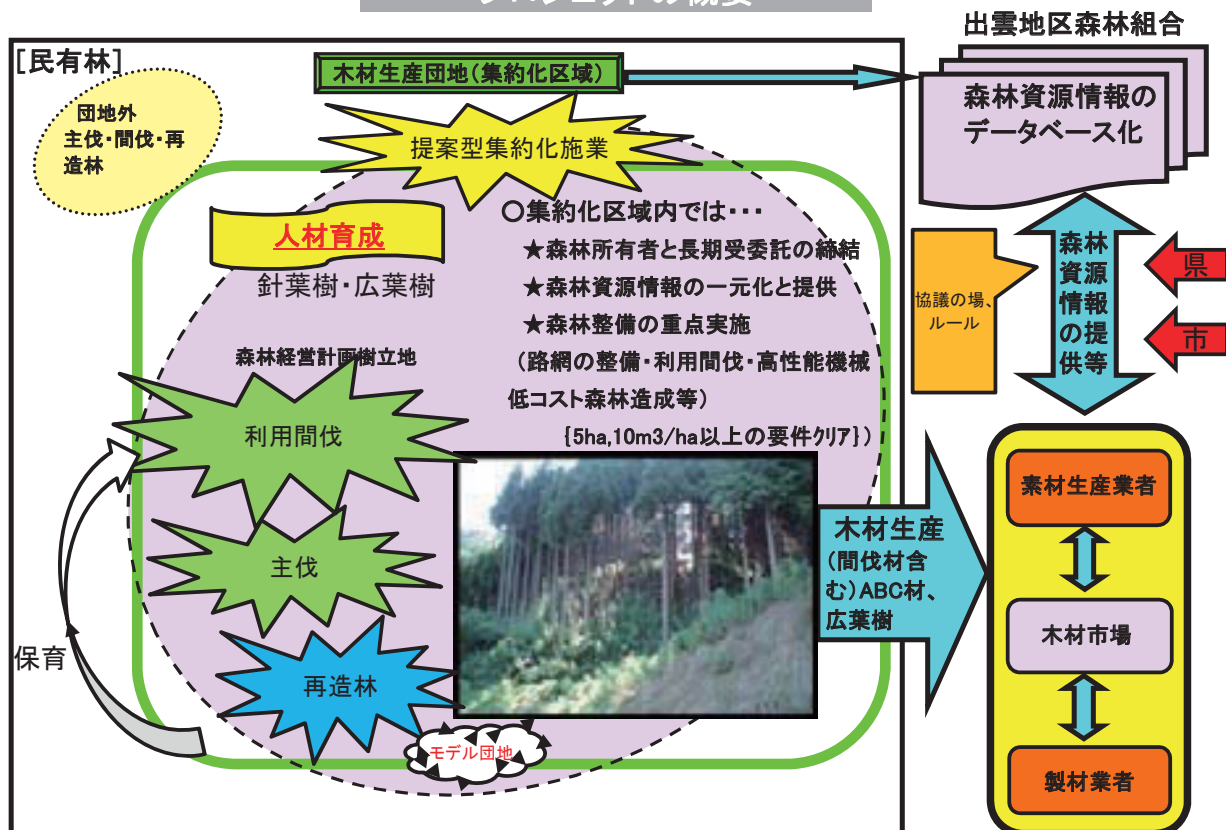 プロジェクトの概要
[民有林]
木材生産団地(集約化区域)
出雲地区森林組合
森林資源情報の
データベース化
団地外
主伐・間伐・再
造林
提案型集約化施業
人材育成
針葉樹・広葉樹
〇集約化区域内では・・・
★森林所有者と長期受委託の締結
★森林資源情報の一元化と提供
★森林整備の重点実施
(路網の整備・利用間伐・高性能機械
低コスト森林造成等)
{5ha,10m3/ha以上の要件クリア})
森林経営計画樹立地
利用間伐
主伐
再造林
保育
モデル団地
協議の場、
ルール
森林
資源
情報
の提
供等
県
市
木材生産
(間伐材含
む)ABC材、
広葉樹
素材生産業者
木材市場
製材業者